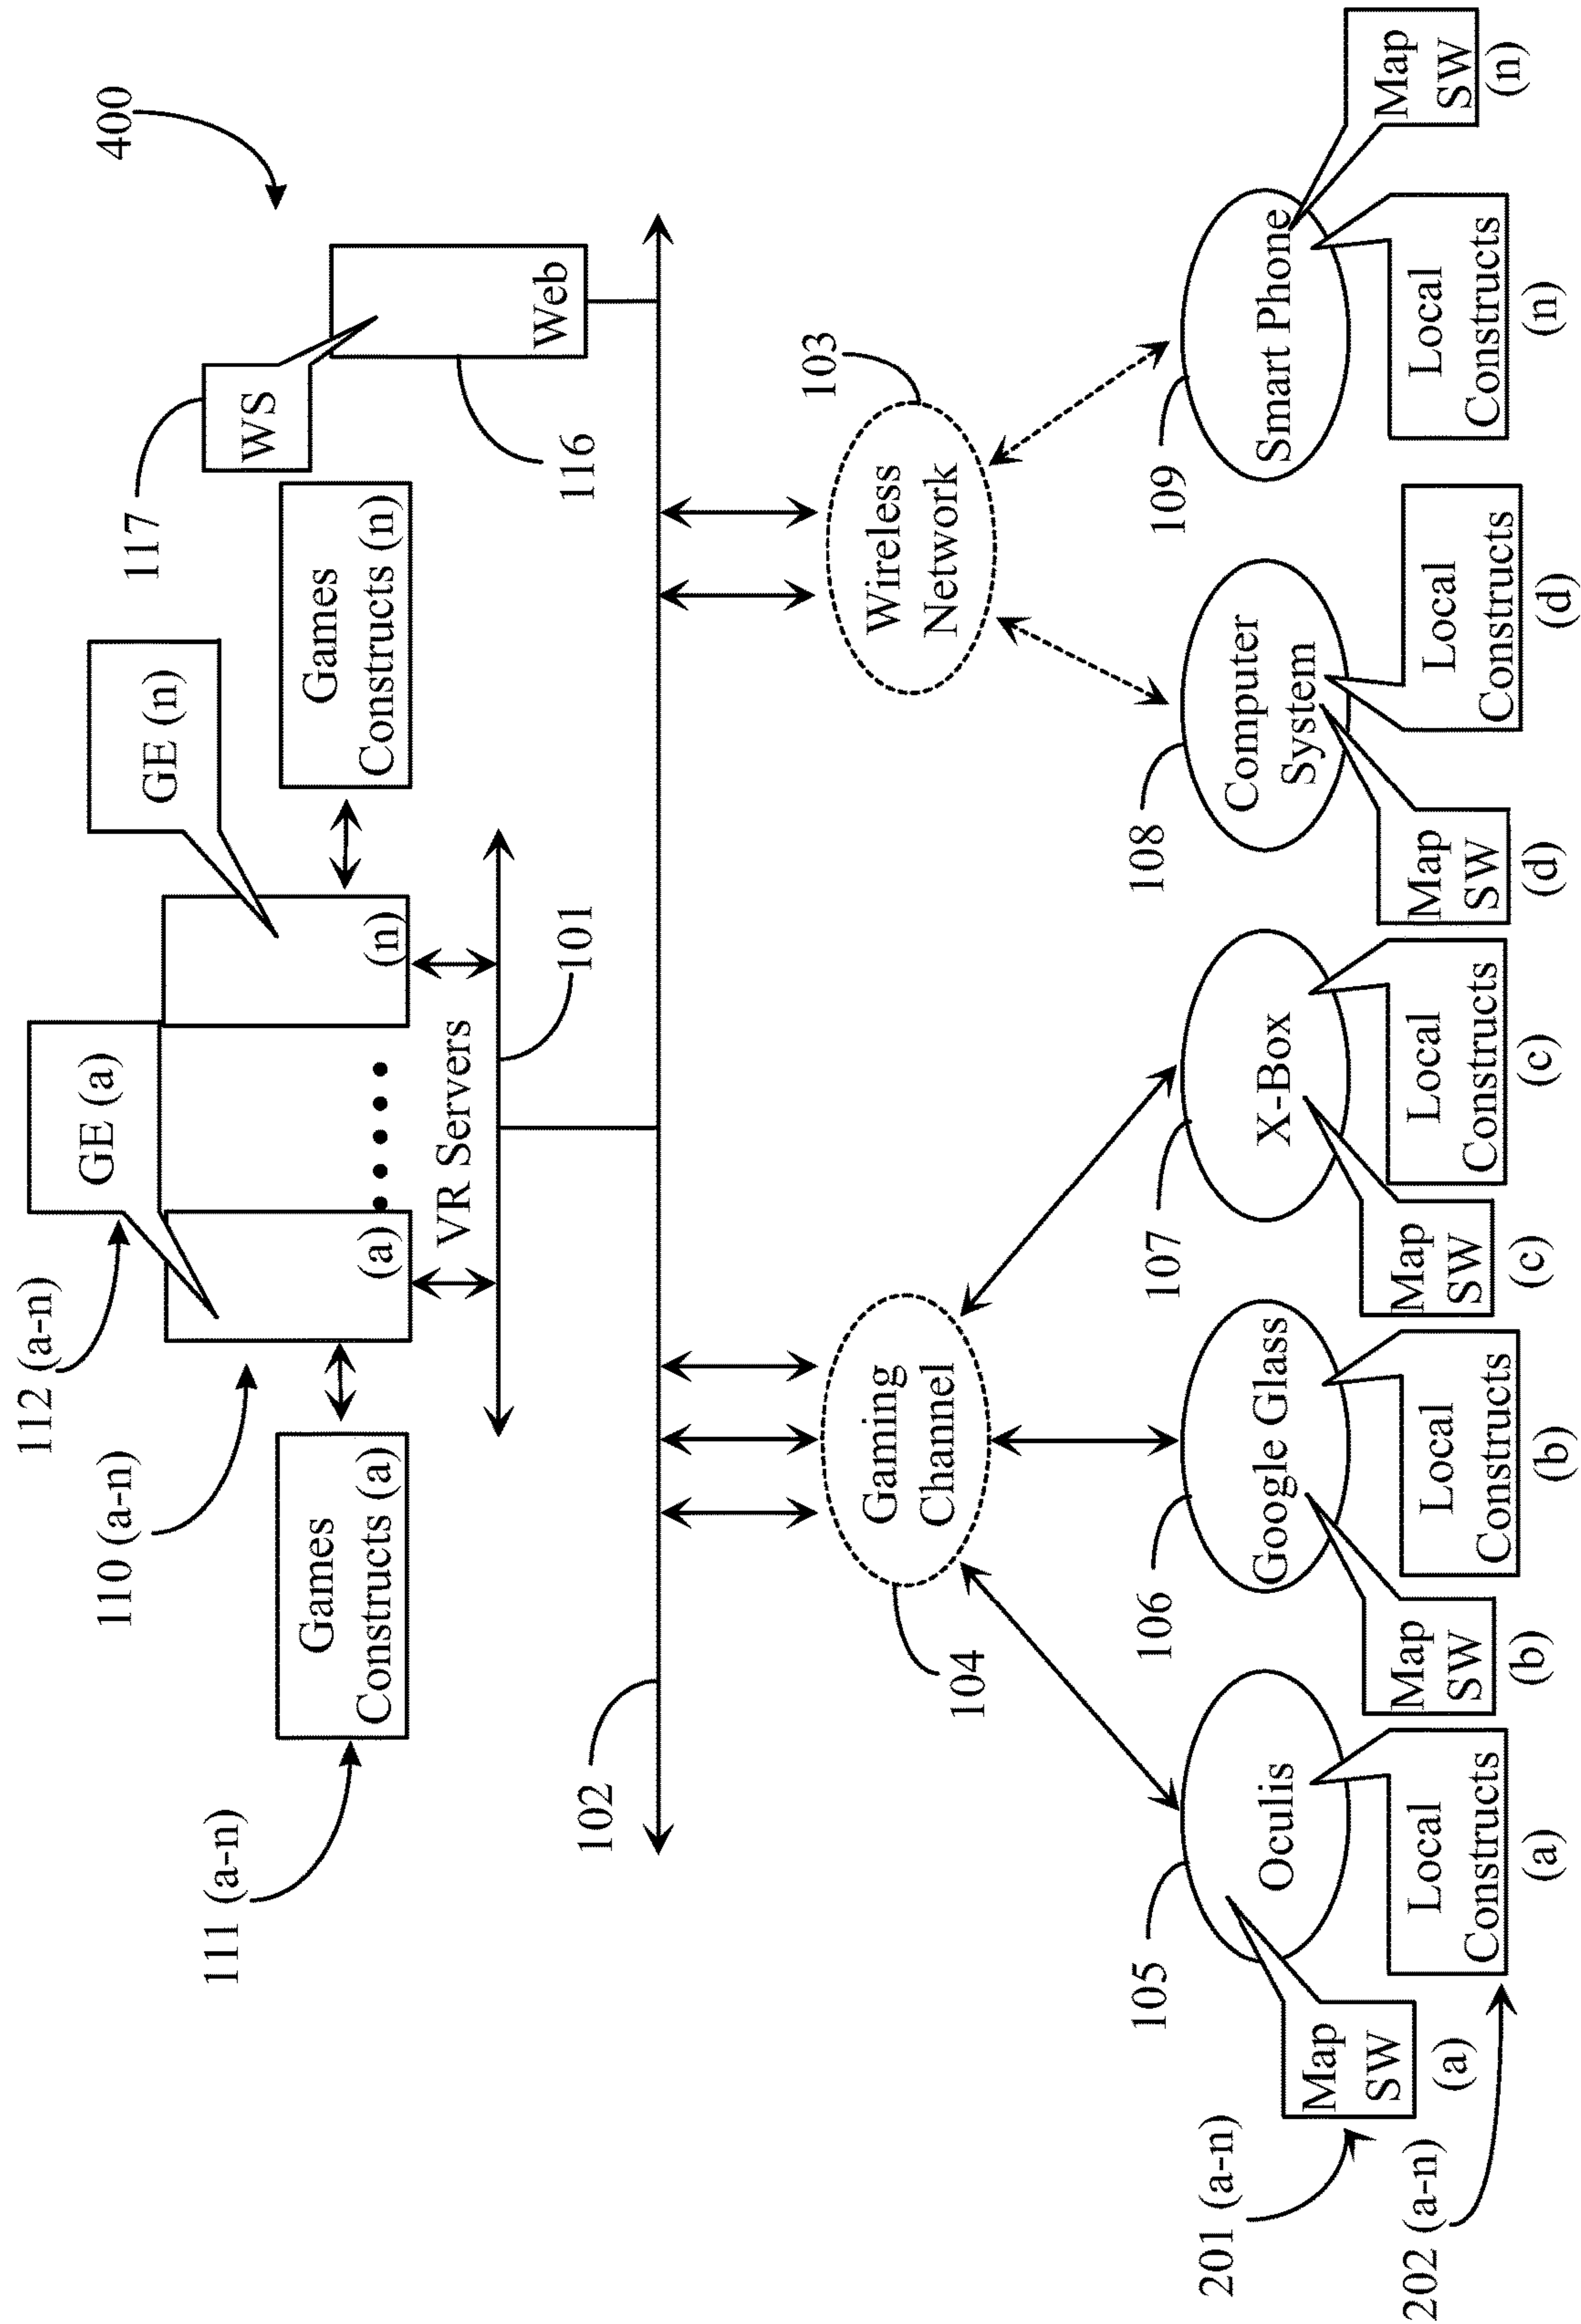 400
112 (a-n)
GE (a)
GE (n)
117
WS
110 (a-n)
111 (a-n)
Games
Constructs (a)
(a)
(n)
Games
Constructs (n)
Web
116
VR Servers
101
102
103
Wireless
Network
Gaming
Channel
104
105
106
107
108
109
Oculis
Google Glass
X-Box
Computer
System
Smart Phone
201 (a-n)
Map
SW
(a)
Map
SW
(b)
Map
SW
(c)
Map
SW
(d)
Map
SW
(n)
202 (a-n)
Local
Constructs
(a)
Local
Constructs
(b)
Local
Constructs
(c)
Local
Constructs
(d)
Local
Constructs
(n)